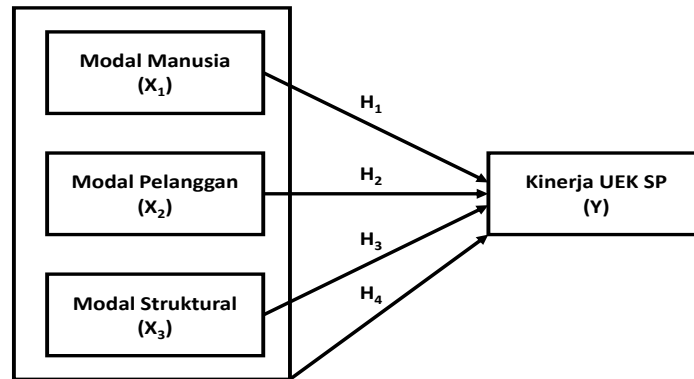 Modal Manusia
(X₁)
H₁
Modal Pelanggan
(X₂)
H₂
Kinerja UEK SP
(Y)
H₃
Modal Struktural
(X₃)
H₄